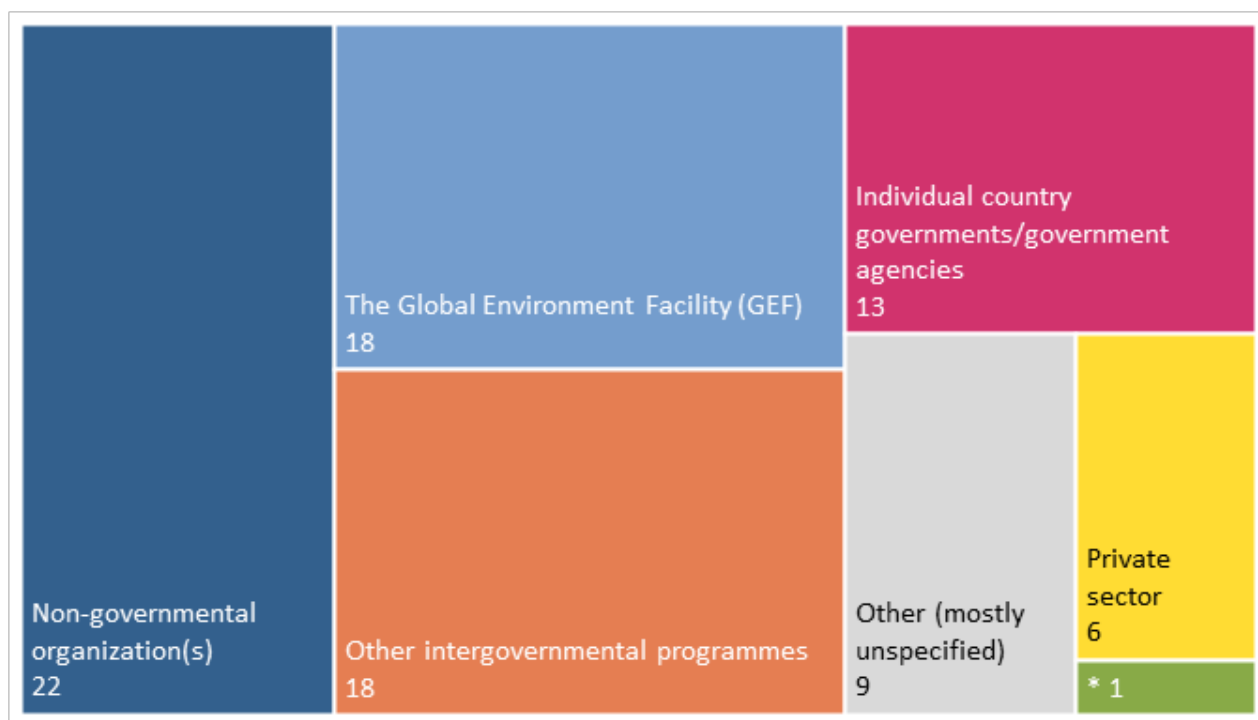 Non-governmental
organization(s)
22
The Global Environment Facility (GEF)
18
Other intergovernmental programmes
18
Individual country
governments/government
agencies
13
Other (mostly
unspecified)
9
Private
sector
6
* 1